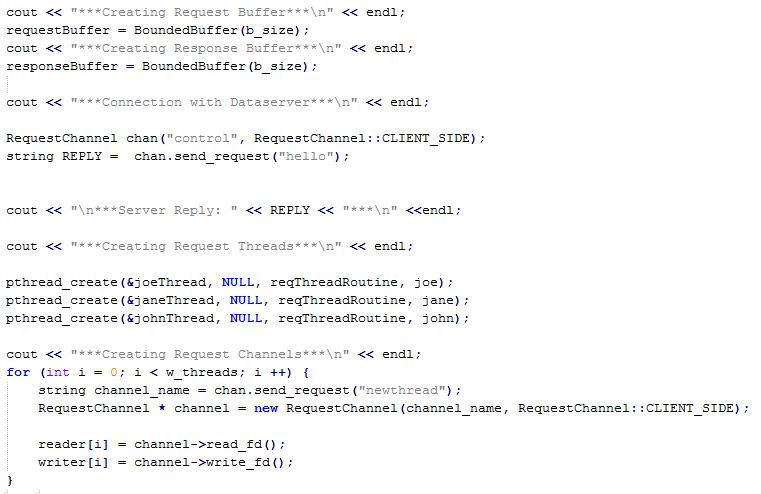 cout << "***Creating Request Buffer***\n" << endl;
requestBuffer = BoundedBuffer(b_size);
cout << "***Creating Response Buffer***\n" << endl;
responseBuffer = BoundedBuffer(b_size);
cout << "***Connection with Dataserver***\n" << endl;
RequestChannel chan("control", RequestChannel::CLIENT_SIDE);
string REPLY =  chan.send_request("hello");
cout << "\n***Server Reply: " << REPLY << "***\n" <<endl;
cout << "***Creating Request Threads***\n" << endl;
pthread_create(&joeThread, NULL, reqThreadRoutine, joe);
pthread_create(&janeThread, NULL, reqThreadRoutine, jane);
pthread_create(&johnThread, NULL, reqThreadRoutine, john);
cout << "***Creating Request Channels***\n" << endl;
for (int i = 0; i < w_threads; i ++) {
    string channel_name = chan.send_request("newthread");
    RequestChannel * channel = new RequestChannel(channel_name, RequestChannel::CLIENT_SIDE);
    reader[i] = channel->read_fd();
    writer[i] = channel->write_fd();
}